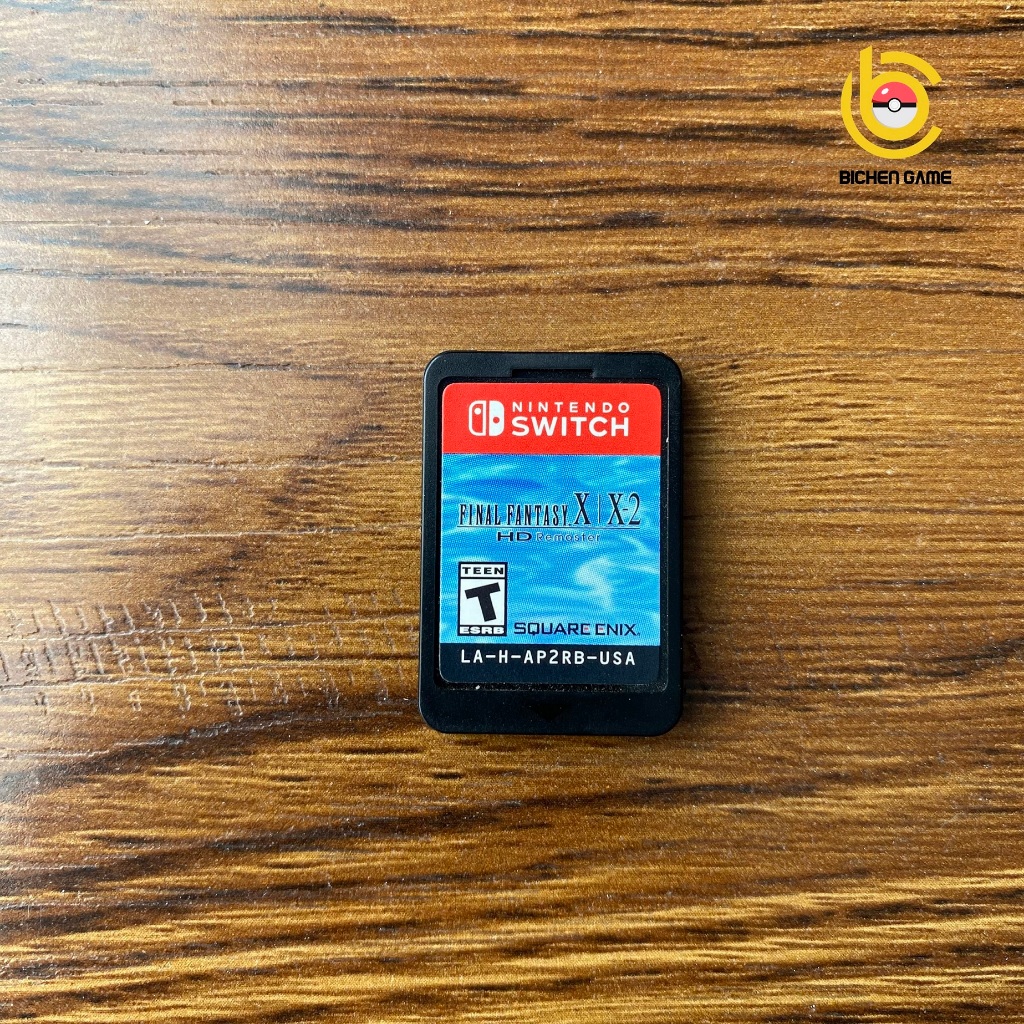 BICHEN GAME
NINTENDO
SWITCH
FINAL FANTASY X | X-2
HD Remaster
TEEN
T
ESRB
SQUARE ENIX®
LA-H-AP2RB-USA